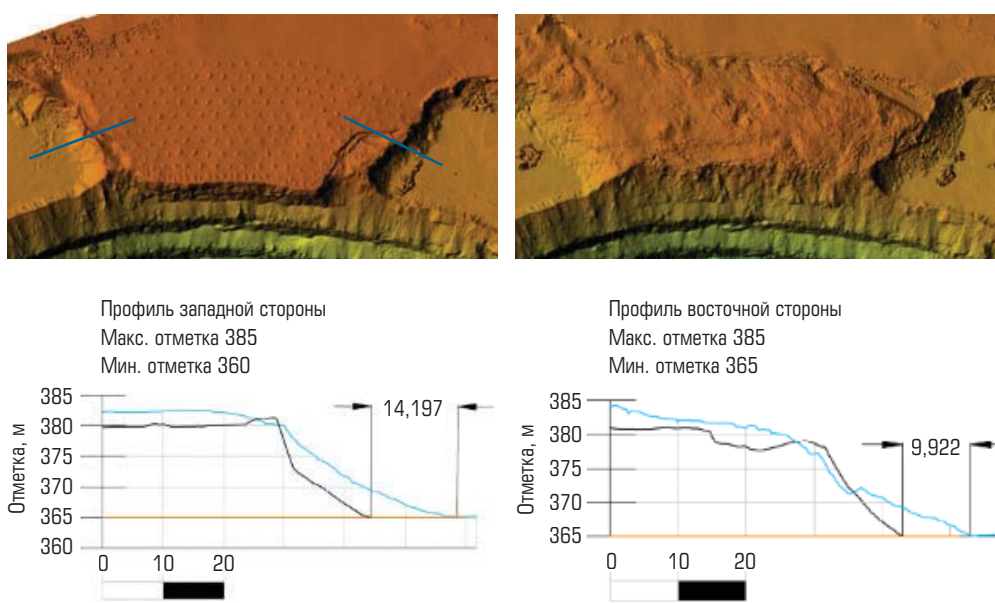 Профиль западной стороны
Макс. отметка 385
Мин. отметка 360
Отметка, м
385
380
375
370
365
360
14,197
0 10 20
Профиль восточной стороны
Макс. отметка 385
Мин. отметка 365
Отметка, м
385
380
375
370
365
9,922
0 10 20